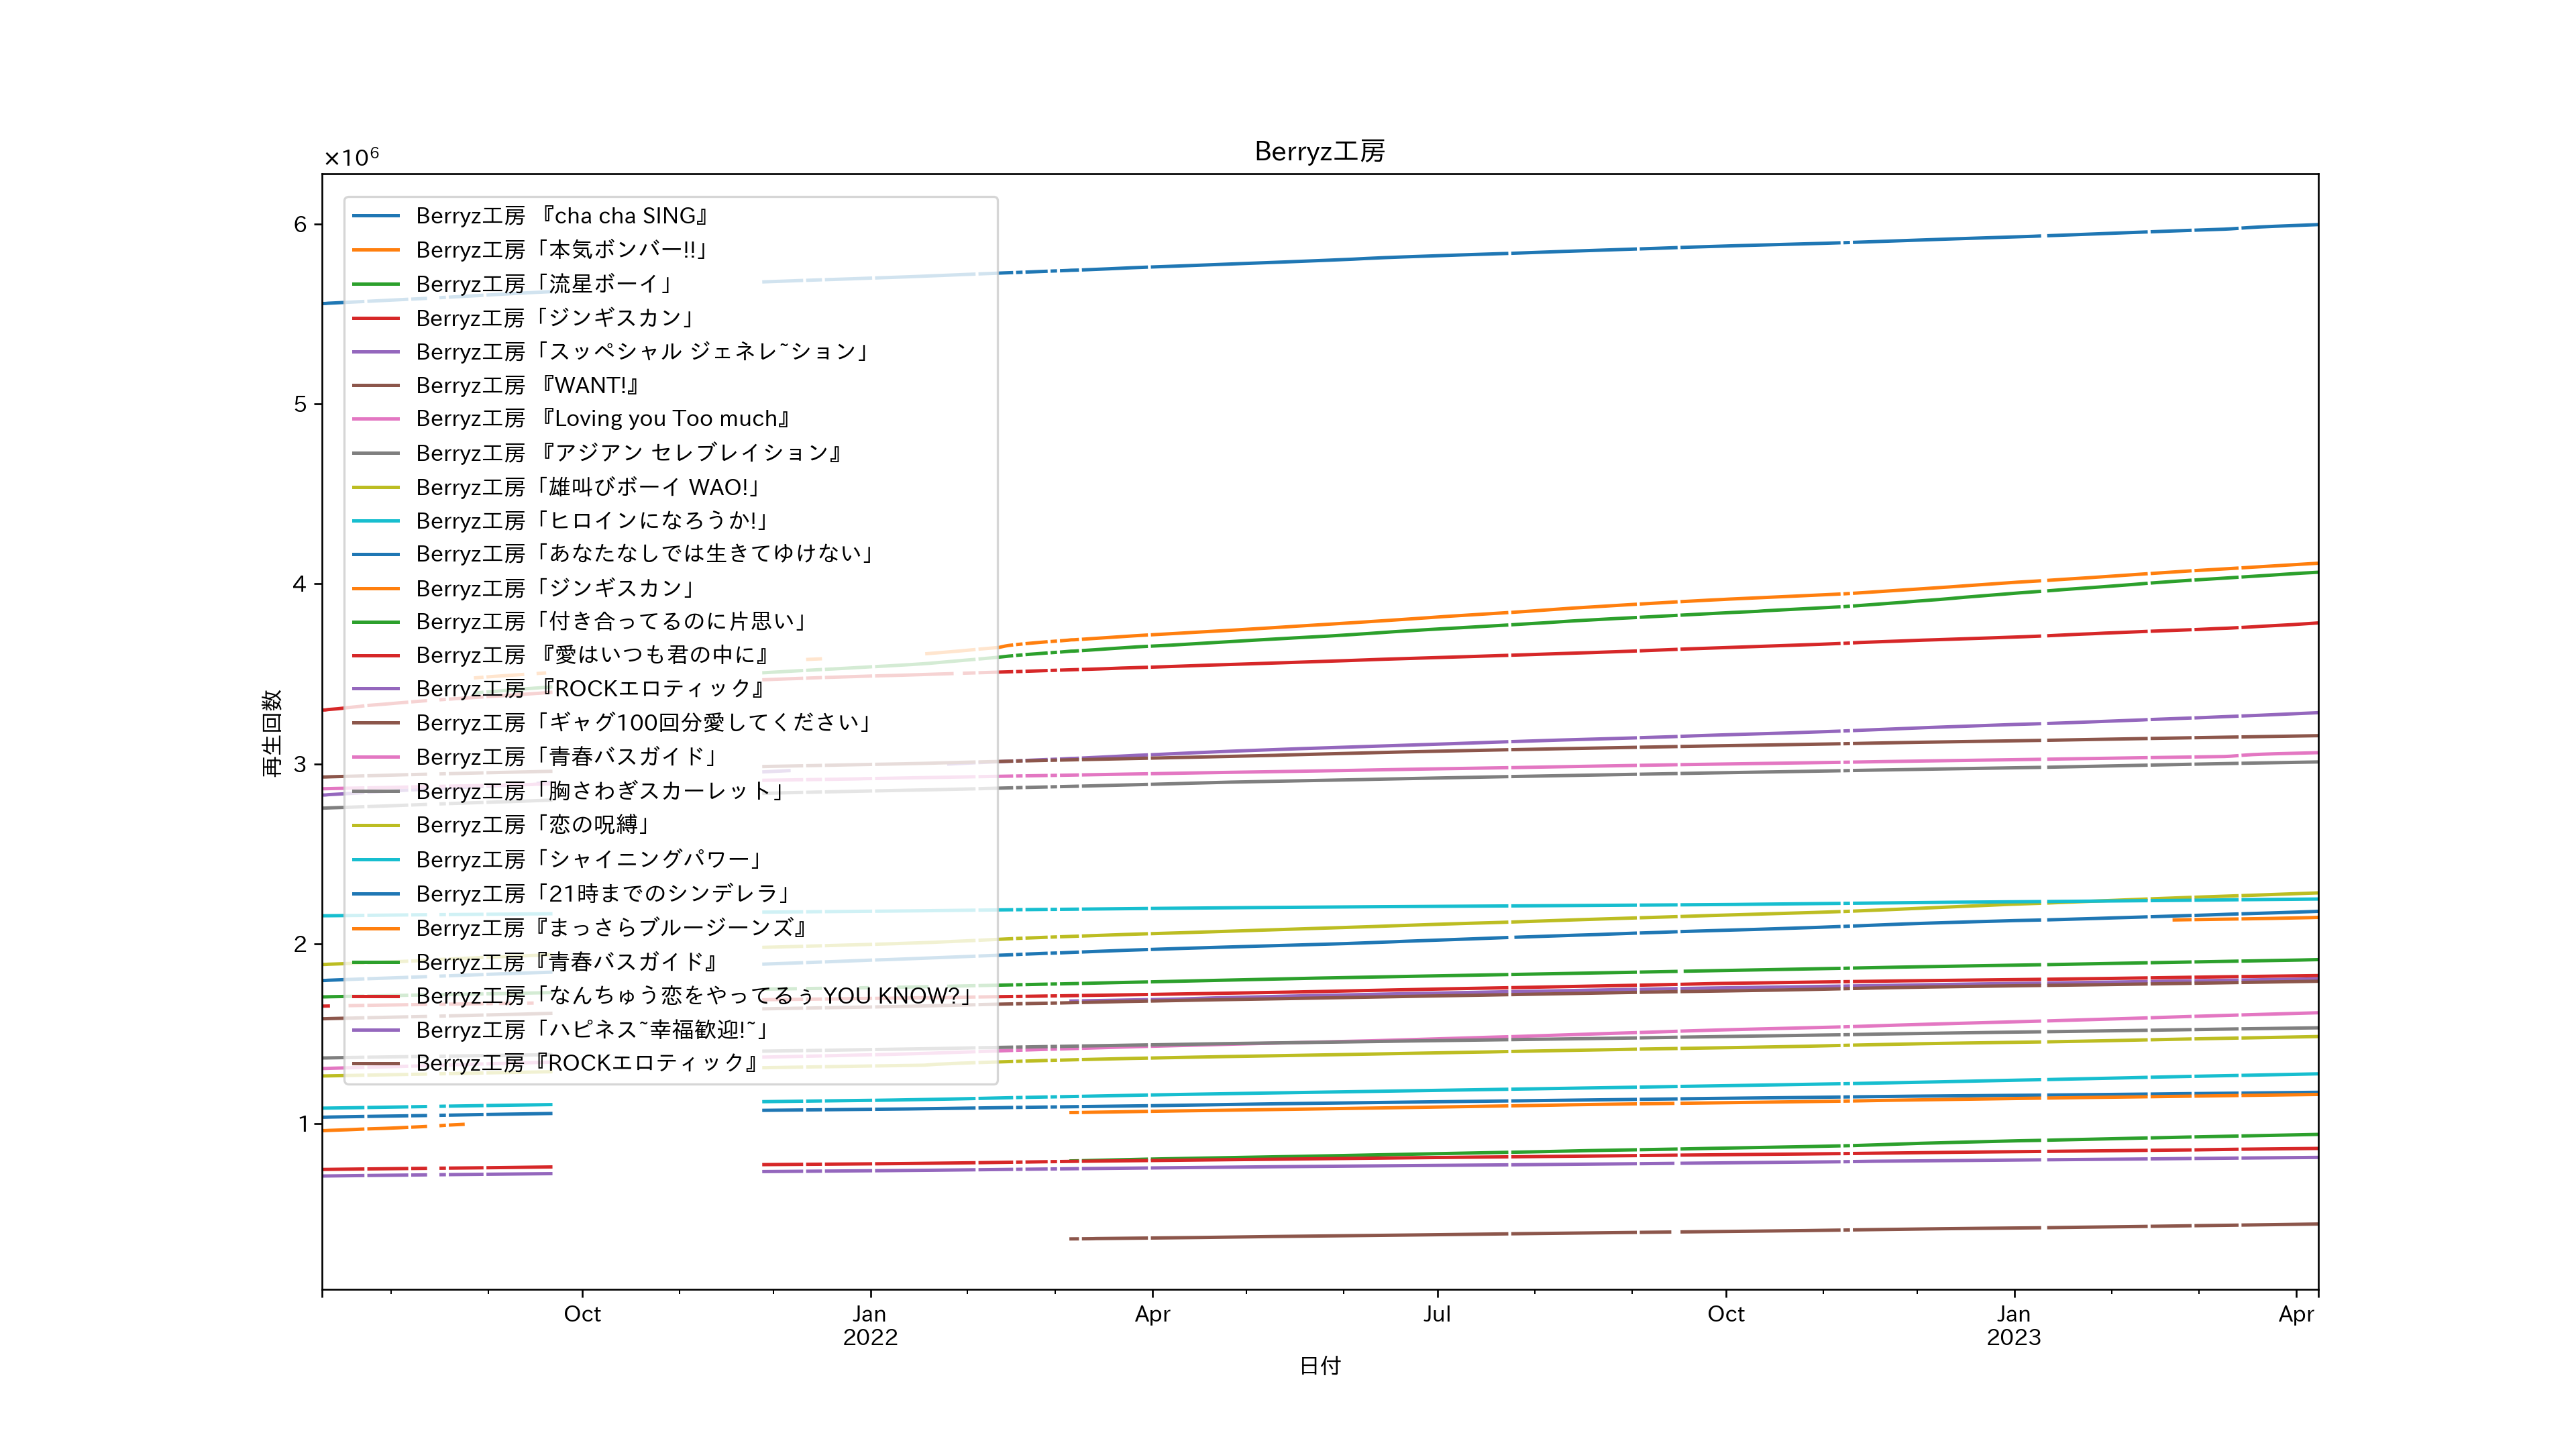 Berryz工房
×10⁶
6
5
4
3
2
1
再生回数
Berryz工房 『cha cha SING』
Berryz工房「本気ボンバー!!」
Berryz工房「流星ボーイ」
Berryz工房「ジンギスカン」
Berryz工房「スッペシャル ジェネレ~ション」
Berryz工房 『WANT!』
Berryz工房 『Loving you Too much』
Berryz工房 『アジアン セレブレイション』
Berryz工房「雄叫びボーイ WAO!」
Berryz工房「ヒロインになろうか!」
Berryz工房「あなたなしでは生きてゆけない」
Berryz工房「ジンギスカン」
Berryz工房「付き合ってるのに片思い」
Berryz工房 『愛はいつも君の中に』
Berryz工房 『ROCKエロティック』
Berryz工房「ギャグ100回分愛してください」
Berryz工房「青春バスガイド」
Berryz工房「胸さわぎスカーレット」
Berryz工房「恋の呪縛」
Berryz工房「シャイニングパワー」
Berryz工房「21時までのシンデレラ」
Berryz工房『まっさらブルージーンズ』
Berryz工房『青春バスガイド』
Berryz工房「なんちゅう恋をやってるぅ YOU KNOW?」
Berryz工房「ハピネス~幸福歓迎!~」
Berryz工房『ROCKエロティック』
Oct Jan Apr Jul Oct Jan Apr
2022 2023
日付